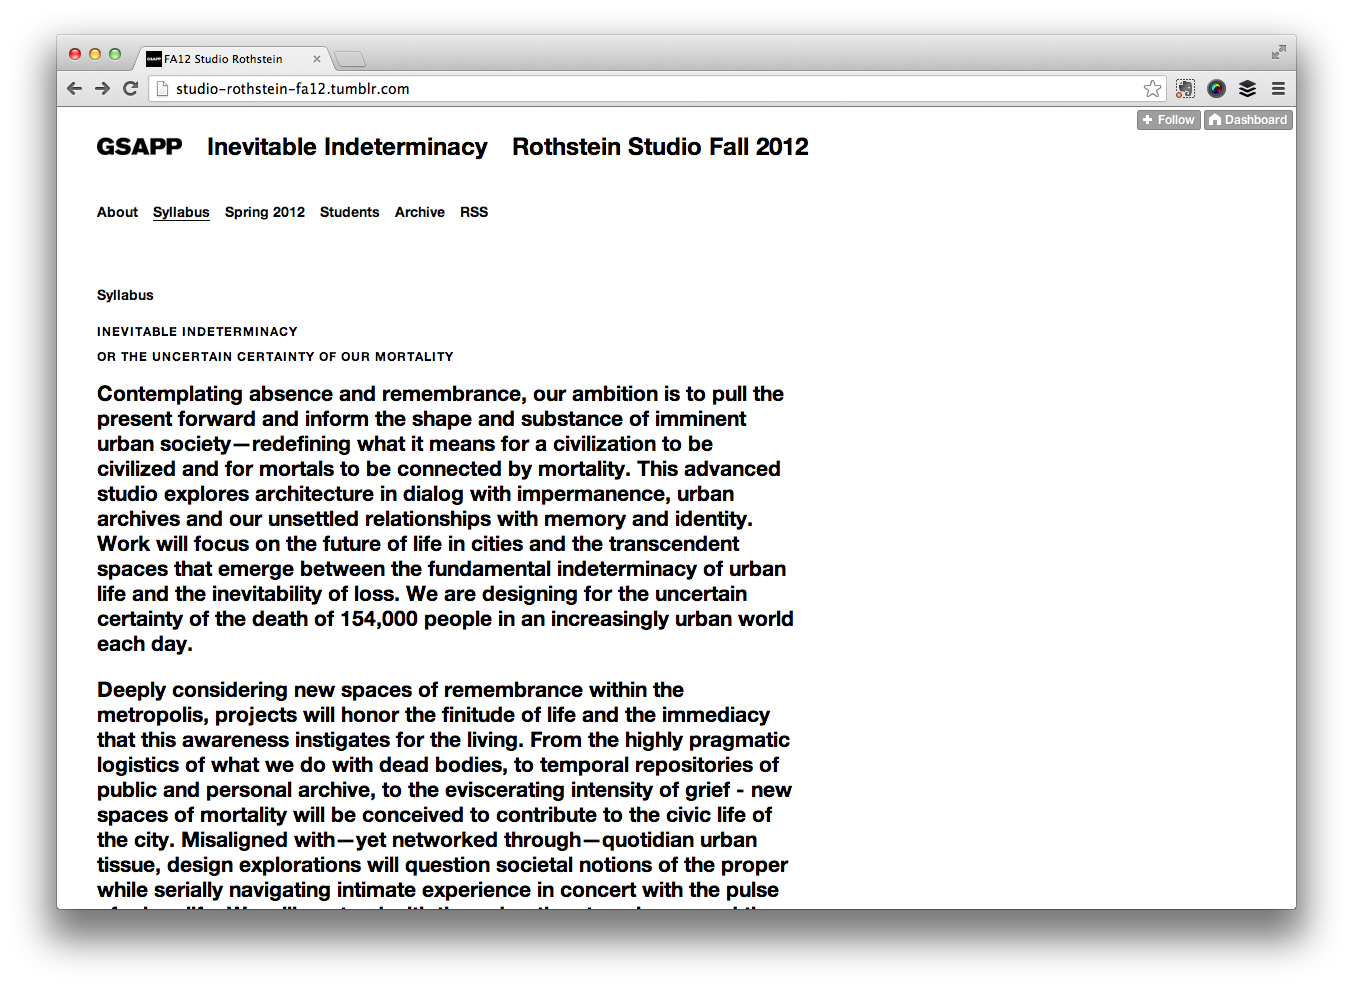 GSAPP FA12 Studio Rothstein
studio-rothstein-fa12.tumblr.com
Follow Dashboard
GSAPP Inevitable Indeterminacy Rothstein Studio Fall 2012
About Syllabus Spring 2012 Students Archive RSS
Syllabus
INEVITABLE INDETERMINACY
OR THE UNCERTAIN CERTAINTY OF OUR MORTALITY
Contemplating absence and remembrance, our ambition is to pull the
present forward and inform the shape and substance of imminent
urban society—redefining what it means for a civilization to be
civilized and for mortals to be connected by mortality. This advanced
studio explores architecture in dialog with impermanence, urban
archives and our unsettled relationships with memory and identity.
Work will focus on the future of life in cities and the transcendent
spaces that emerge between the fundamental indeterminacy of urban
life and the inevitability of loss. We are designing for the uncertain
certainty of the death of 154,000 people in an increasingly urban world
each day.
Deeply considering new spaces of remembrance within the
metropolis, projects will honor the finitude of life and the immediacy
that this awareness instigates for the living. From the highly pragmatic
logistics of what we do with dead bodies, to temporal repositories of
public and personal archive, to the eviscerating intensity of grief - new
spaces of mortality will be conceived to contribute to the civic life of
the city. Misaligned with—yet networked through—quotidian urban
tissue, design explorations will question societal notions of the proper
while serially navigating intimate experience in concert with the pulse